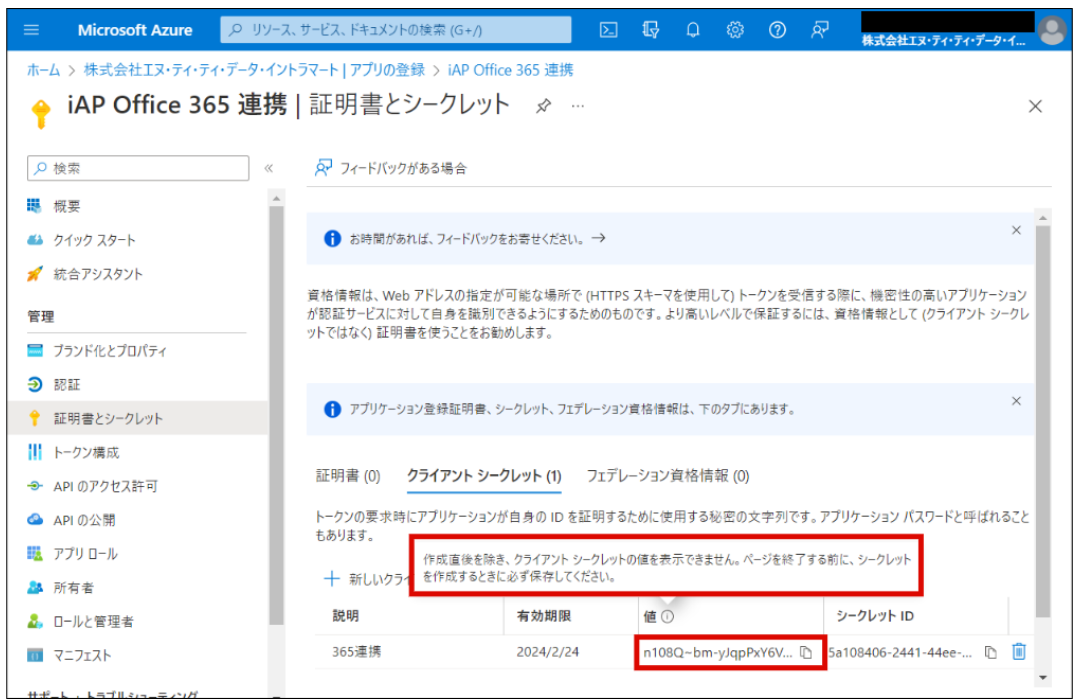 Microsoft Azure
リソース、サービス、ドキュメントの検索 (G+/)
株式会社エヌ・ティ・ティ・データ・イ...
ホーム > 株式会社エヌ・ティ・ティ・データ・イントラマート | アプリの登録 > iAP Office 365 連携
iAP Office 365 連携 | 証明書とシークレット
検索
フィードバックがある場合
概要
クイック スタート
統合アシスタント
管理
ブランド化とプロパティ
認証
証明書とシークレット
トークン構成
API のアクセス許可
API の公開
アプリ ロール
所有者
ロールと管理者
マニフェスト
サポート + トラブルシューティング
お時間があれば、フィードバックをお寄せください。 →
資格情報は、Web アドレスの指定が可能な場所で (HTTPS スキーマを使用して) トークンを受信する際に、機密性の高いアプリケーション
が認証サービスに対して自身を識別できるようにするためのものです。より高いレベルで保証するには、資格情報として (クライアント シークレ
ットではなく) 証明書を使うことをお勧めします。
アプリケーション登録証明書、シークレット、フェデレーション資格情報は、下のタブにあります。
証明書 (0) クライアント シークレット (1) フェデレーション資格情報 (0)
トークンの要求時にアプリケーションが自身の ID を証明するために使用する秘密の文字列です。アプリケーション パスワードと呼ばれること
もあります。
作成直後を除き、クライアント シークレットの値を表示できません。ページを終了する前に、シークレット
を作成するときに必ず保存してください。
新しいクライ
説明 有効期限 値 シークレット ID
365連携 2024/2/24 n108Q~bm-yJqpPxY6V... 5a108406-2441-44ee-...